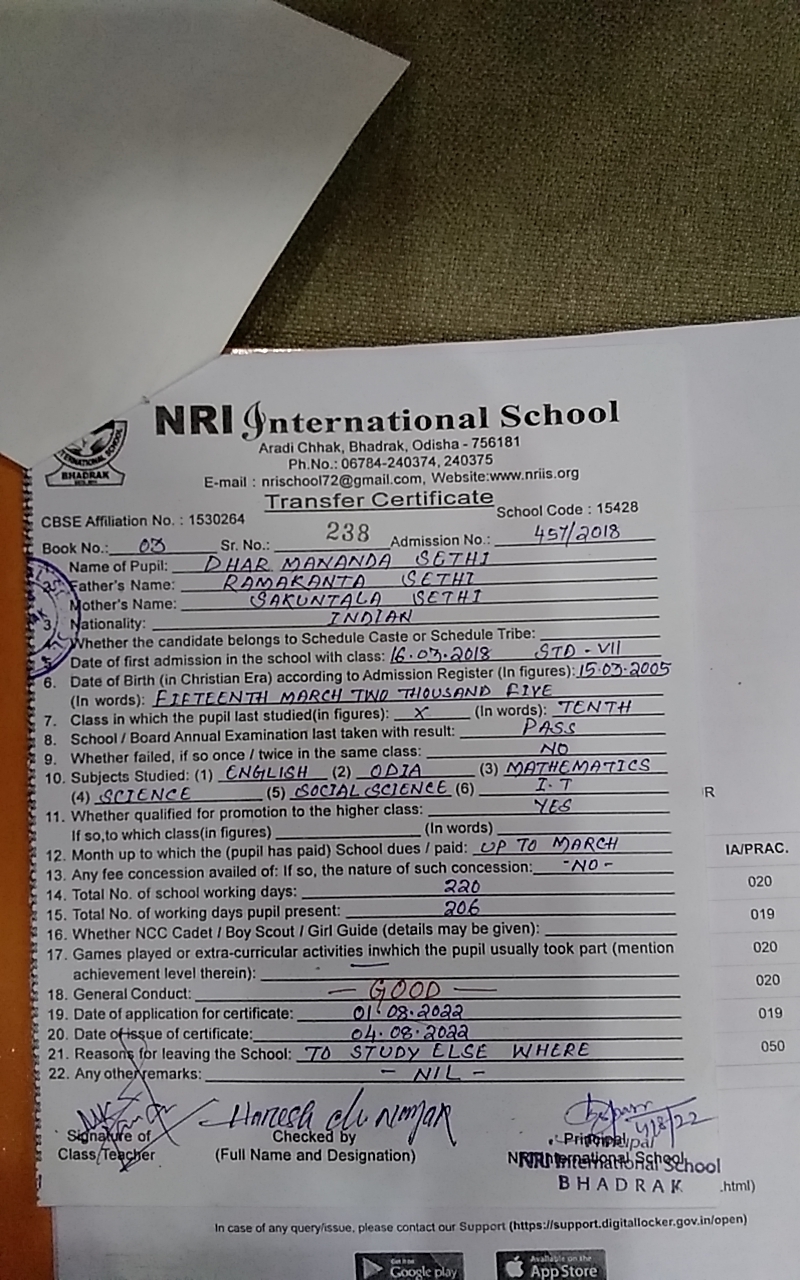 NRI International School
Aradi Chhak, Bhadrak, Odisha - 756181
Ph.No.: 06784-240374, 240375
E-mail : nrischool72@gmail.com, Website:www.nriis.org
BHADRAK
Transfer Certificate
CBSE Affiliation No. : 1530264 School Code : 15428
Book No.: 03 Sr. No.: 238 Admission No.: 457/2018
Name of Pupil: DHARMANANDA SETHI
Father's Name: RAMAKANTA SETHI
Mother's Name: SAKUNTALA SETHI
3. Nationality: INDIAN
Whether the candidate belongs to Schedule Caste or Schedule Tribe:
5. Date of first admission in the school with class: 16.03.2018 STD - VII
6. Date of Birth (in Christian Era) according to Admission Register (In figures): 15.03.2005
(In words): FIFTEENTH MARCH TWO THOUSAND FIVE
7. Class in which the pupil last studied(in figures): X (In words): TENTH
8. School / Board Annual Examination last taken with result: PASS
9. Whether failed, if so once / twice in the same class: NO
10. Subjects Studied: (1) ENGLISH (2) ODIA (3) MATHEMATICS
(4) SCIENCE (5) SOCIAL SCIENCE (6) I.T
11. Whether qualified for promotion to the higher class: YES
If so,to which class(in figures) (In words)
12. Month up to which the (pupil has paid) School dues / paid: UP TO MARCH
13. Any fee concession availed of: If so, the nature of such concession: -NO-
14. Total No. of school working days: 220
15. Total No. of working days pupil present: 206
16. Whether NCC Cadet / Boy Scout / Girl Guide (details may be given):
17. Games played or extra-curricular activities inwhich the pupil usually took part (mention
achievement level therein):
18. General Conduct: — GOOD —
19. Date of application for certificate: 01.08.2022
20. Date of issue of certificate: 04.08.2022
21. Reasons for leaving the School: TO STUDY ELSE WHERE
22. Any other remarks: - NIL -
4/8/22
Signature of Checked by Principal
Class Teacher (Full Name and Designation) NRI International School
Principal
NRI International School
BHADRAK
R
IA/PRAC.
020
019
020
020
019
050
.html)
In case of any query/issue, please contact our Support (https://support.digitallocker.gov.in/open)
Google play
Available on the
App Store